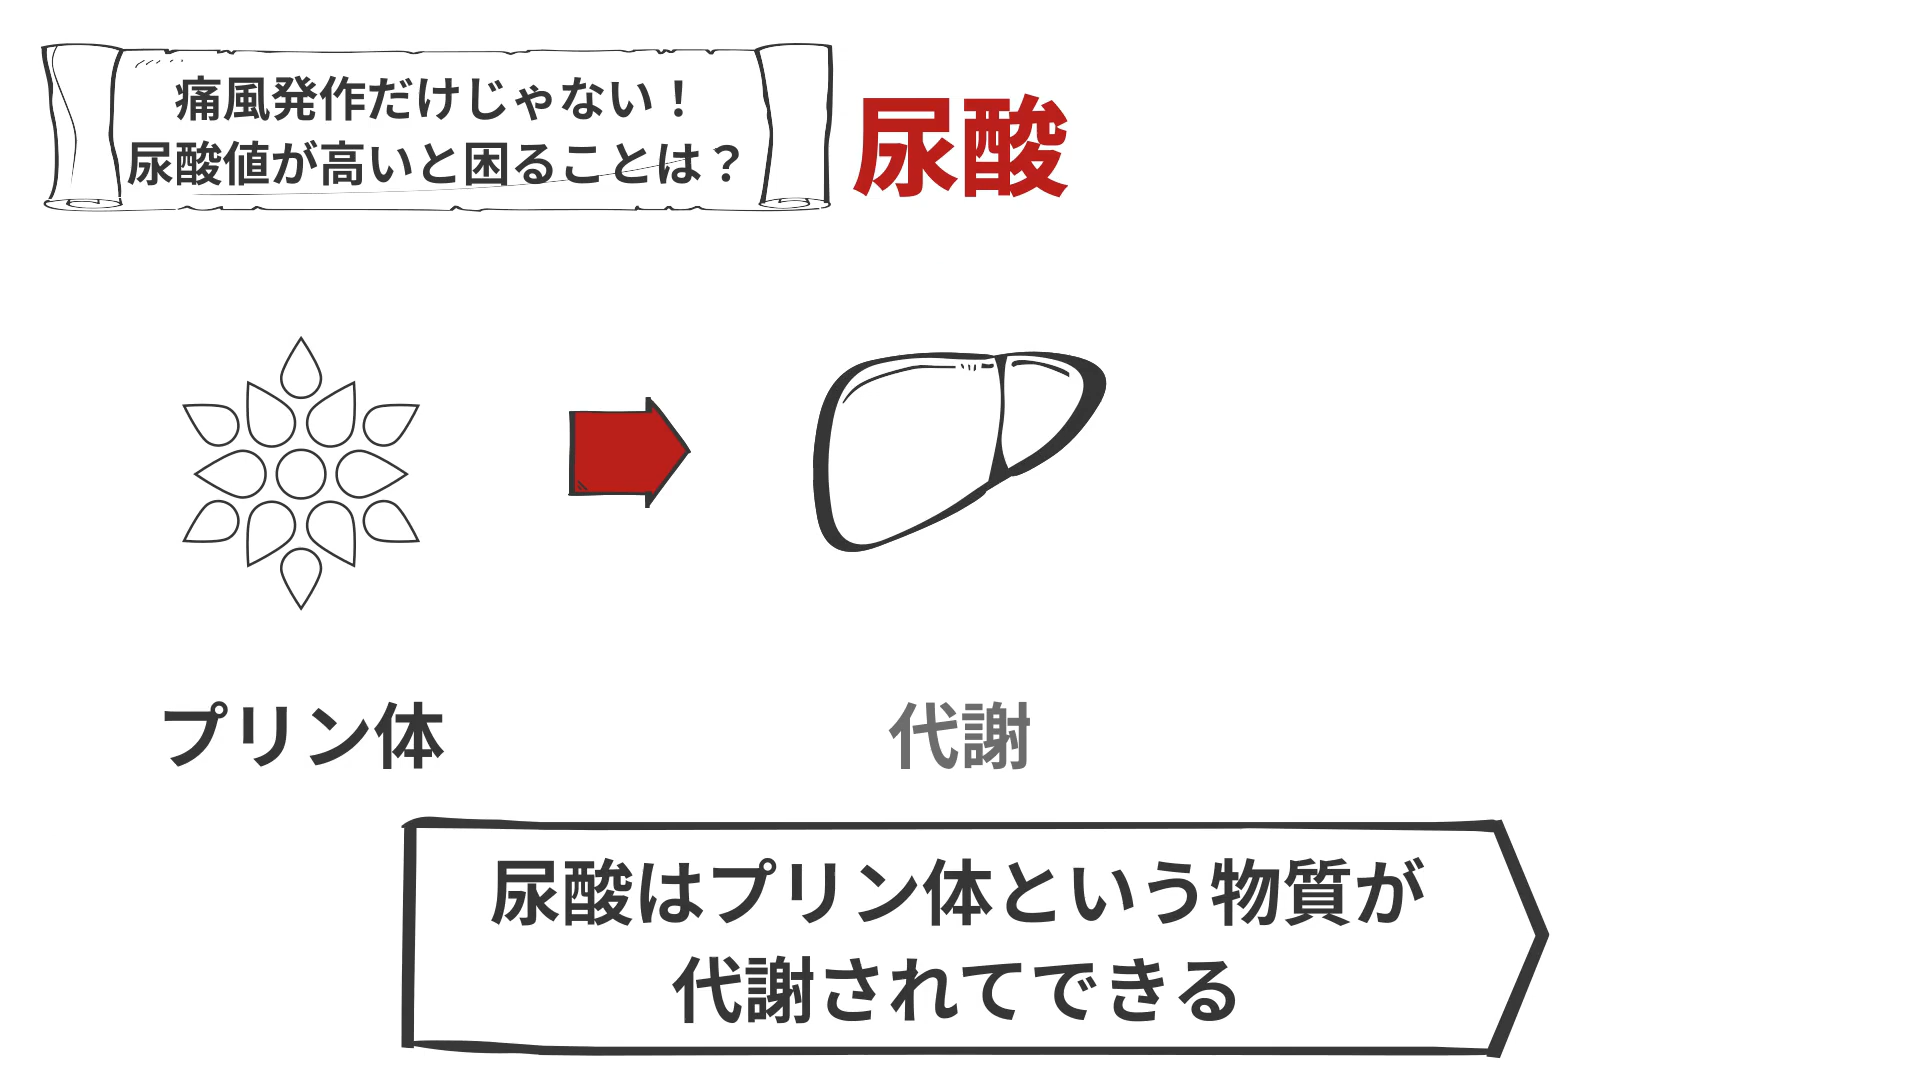 痛風発作だけじゃない！
尿酸値が高いと困ることは？
尿酸
プリン体
代謝
尿酸はプリン体という物質が
代謝されてできる